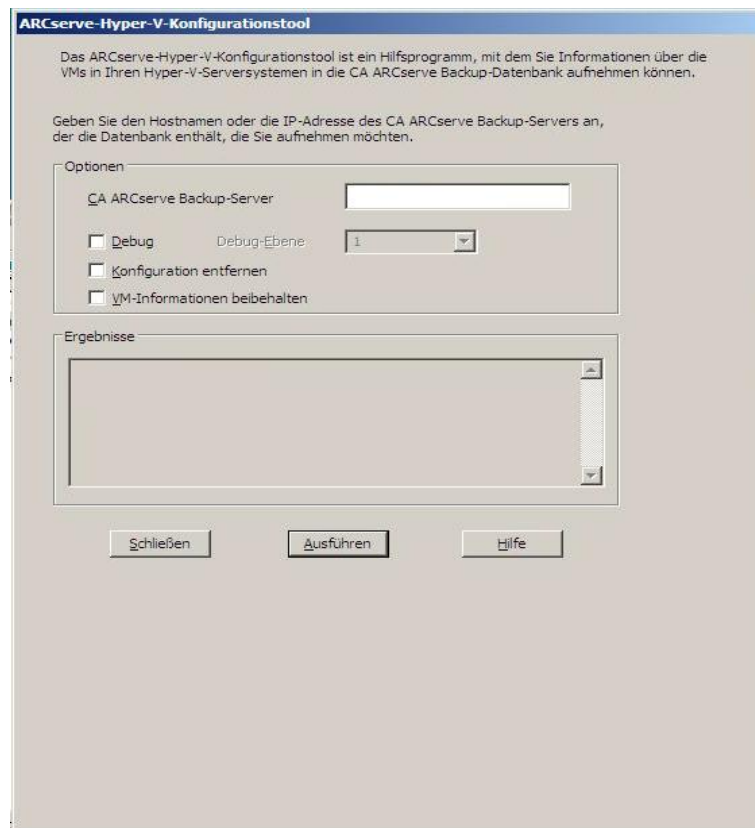 ARCserve-Hyper-V-Konfigurationstool
Das ARCserve-Hyper-V-Konfigurationstool ist ein Hilfsprogramm, mit dem Sie Informationen über die
VMs in Ihren Hyper-V-Serversystemen in die CA ARCserve Backup-Datenbank aufnehmen können.
Geben Sie den Hostnamen oder die IP-Adresse des CA ARCserve Backup-Servers an,
der die Datenbank enthält, die Sie aufnehmen möchten.
Optionen
CA ARCserve Backup-Server
Debug Debug-Ebene 1
Konfiguration entfernen
VM-Informationen beibehalten
Ergebnisse
Schließen Ausführen Hilfe